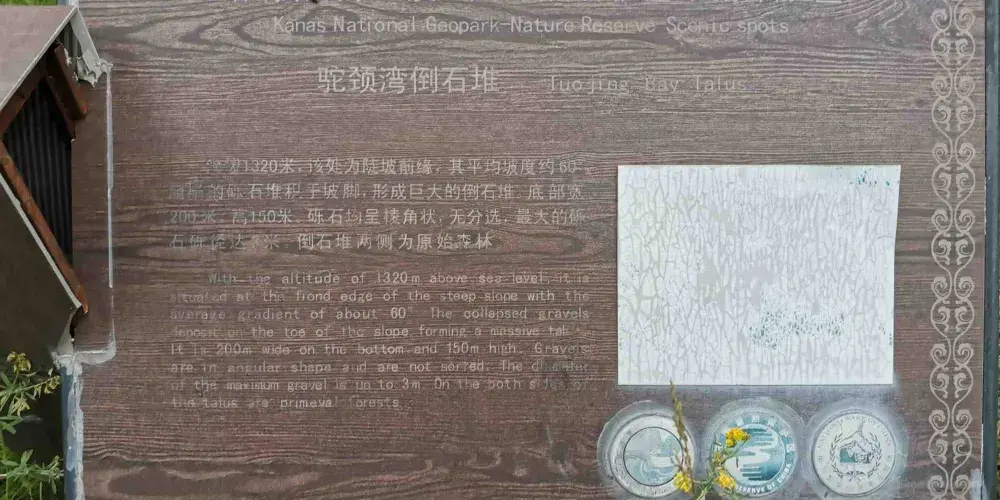 Kanas National Geopark-Nature Reserve Scenic spots
驼颈湾倒石堆 Tuojing Bay Talus
1320米,该处为陡坡前缘,其平均坡度约60°
的砾石堆积于坡脚,形成巨大的倒石堆.底部宽
200米,高150米.砾石均呈棱角状,无分选,最大的砾
石砾径达3米.倒石堆两侧为原始森林
With the altitude of 1320m above sea level, it is
situated at the frond edge of the steep slope with the
average gradient of about 60° The collapsed gravels
deposit on the toe of the slope forming a massive talus.
It is 200m wide on the bottom and 150m high. Gravels
are in angular shape and are not sorted. The diameter
of the maximum gravel is up to 3m. On the both sides of
the talus are primeval forests